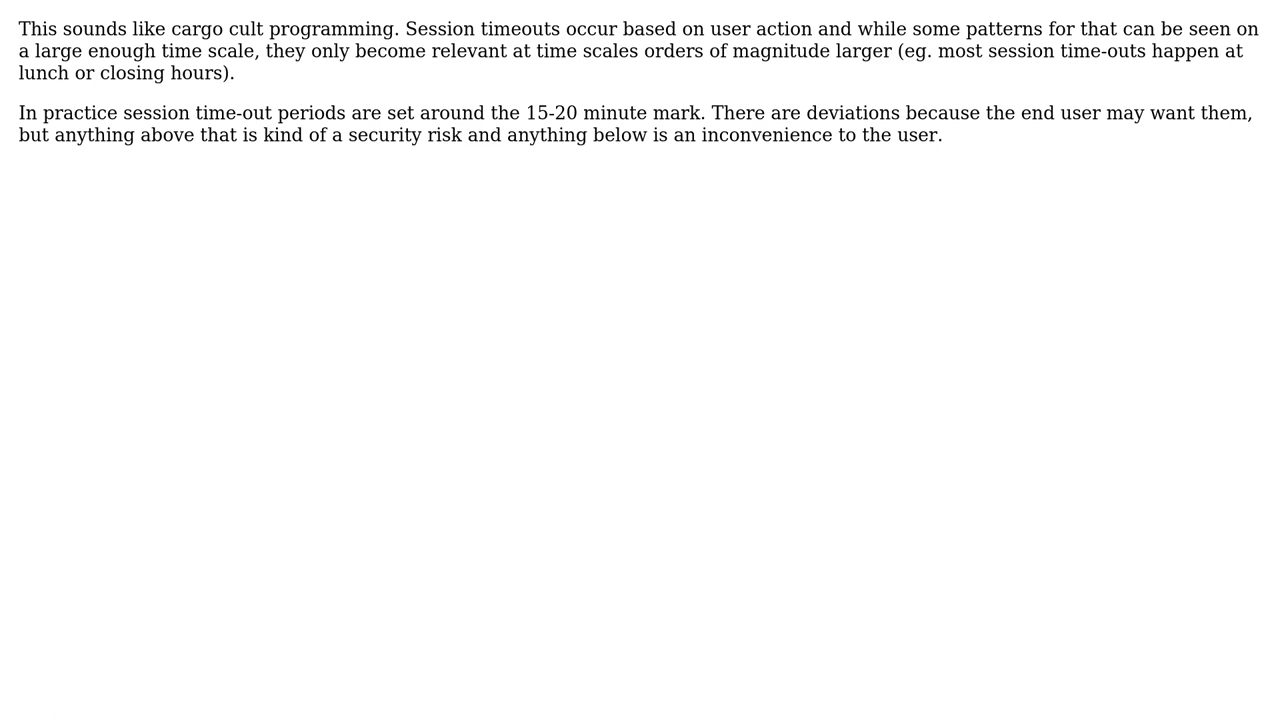 This sounds like cargo cult programming. Session timeouts occur based on user action and while some patterns for that can be seen on
a large enough time scale, they only become relevant at time scales orders of magnitude larger (eg. most session time-outs happen at
lunch or closing hours).
In practice session time-out periods are set around the 15-20 minute mark. There are deviations because the end user may want them,
but anything above that is kind of a security risk and anything below is an inconvenience to the user.